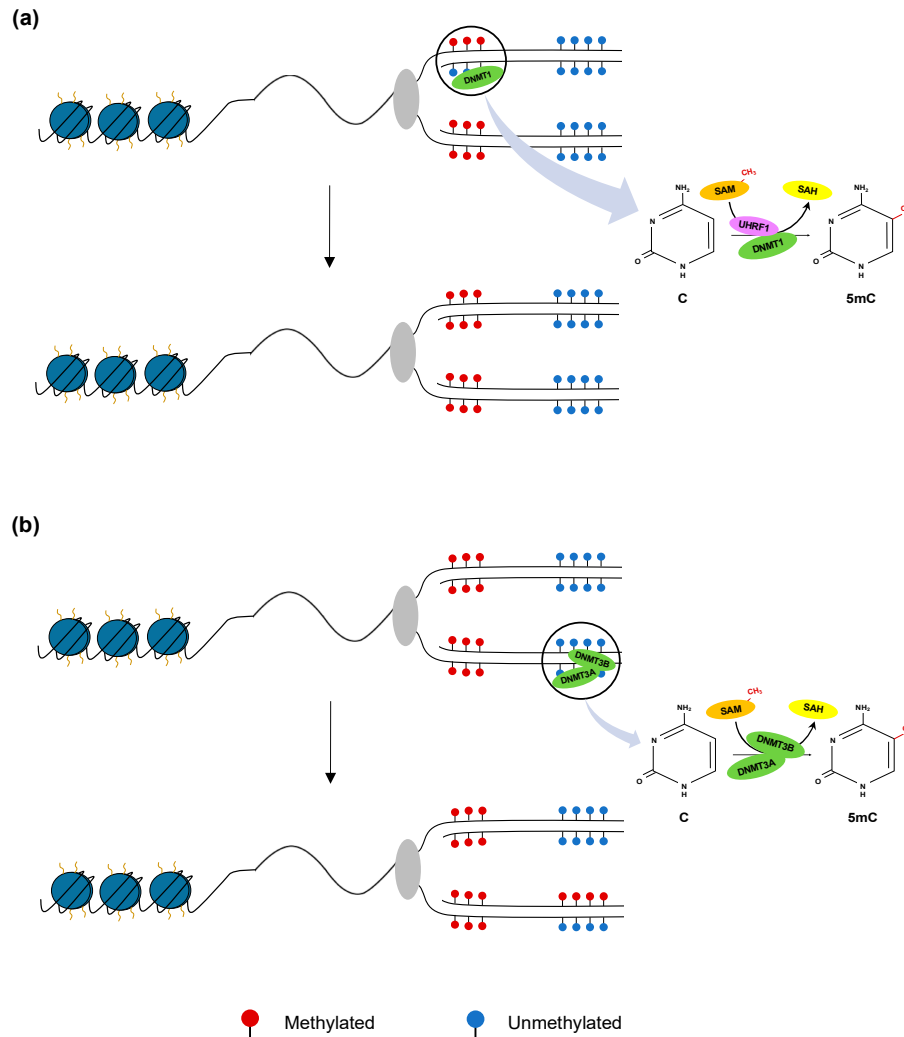 (a)
DNMT1
CH3
SAM
SAH
NH2
NH2
UHRF1
N
N
DNMT1
O
N
H
O
N
H
C
5mC
(b)
DNMT3B
DNMT3A
CH3
SAM
SAH
NH2
NH2
DNMT3B
N
N
DNMT3A
O
N
H
O
N
H
C
5mC
Methylated
Unmethylated